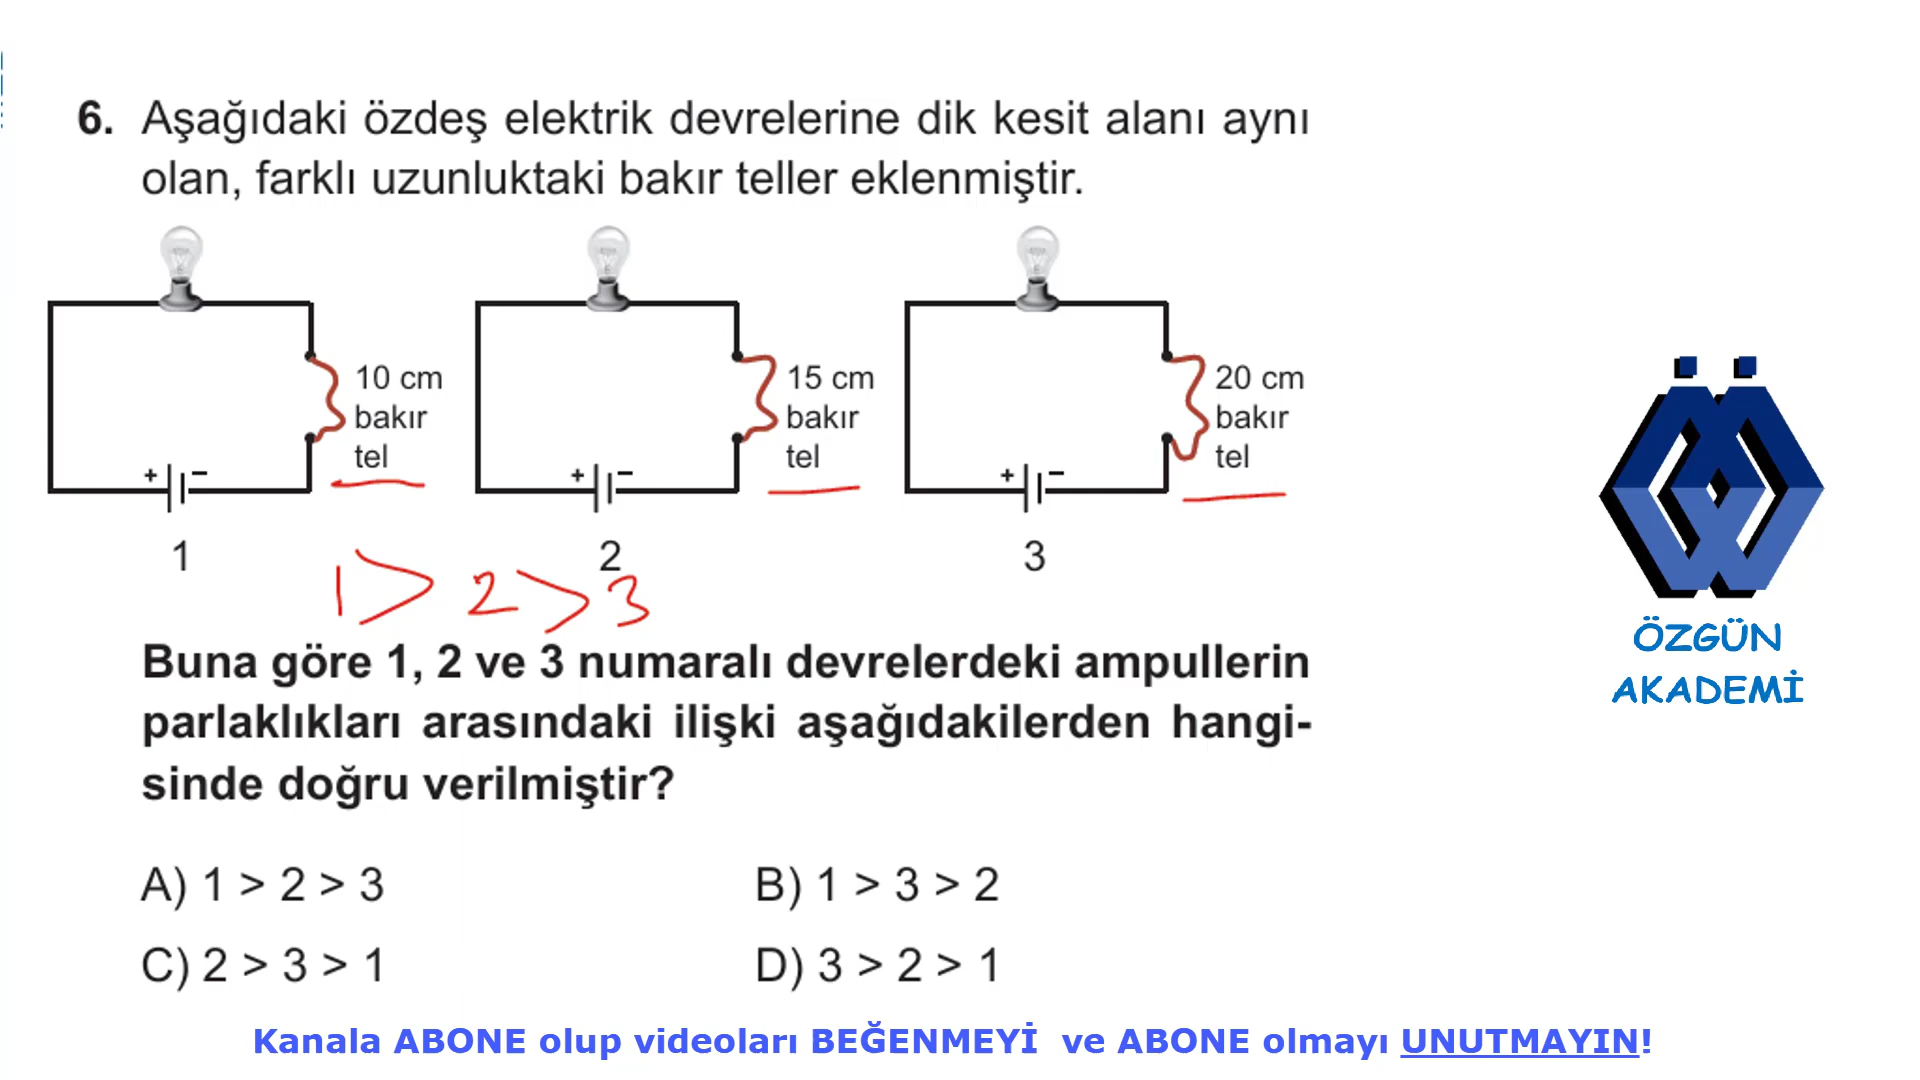 6. Aşağıdaki özdeş elektrik devrelerine dik kesit alanı aynı
olan, farklı uzunluktaki bakır teller eklenmiştir.
10 cm
bakır
tel
+ −
1
15 cm
bakır
tel
+ −
2
20 cm
bakır
tel
+ −
3
1 > 2 > 3
Buna göre 1, 2 ve 3 numaralı devrelerdeki ampullerin
parlaklıkları arasındaki ilişki aşağıdakilerden hangi-
sinde doğru verilmiştir?
A) 1 > 2 > 3
B) 1 > 3 > 2
C) 2 > 3 > 1
D) 3 > 2 > 1
ÖZGÜN
AKADEMİ
Kanala ABONE olup videoları BEĞENMEYİ ve ABONE olmayı UNUTMAYIN!